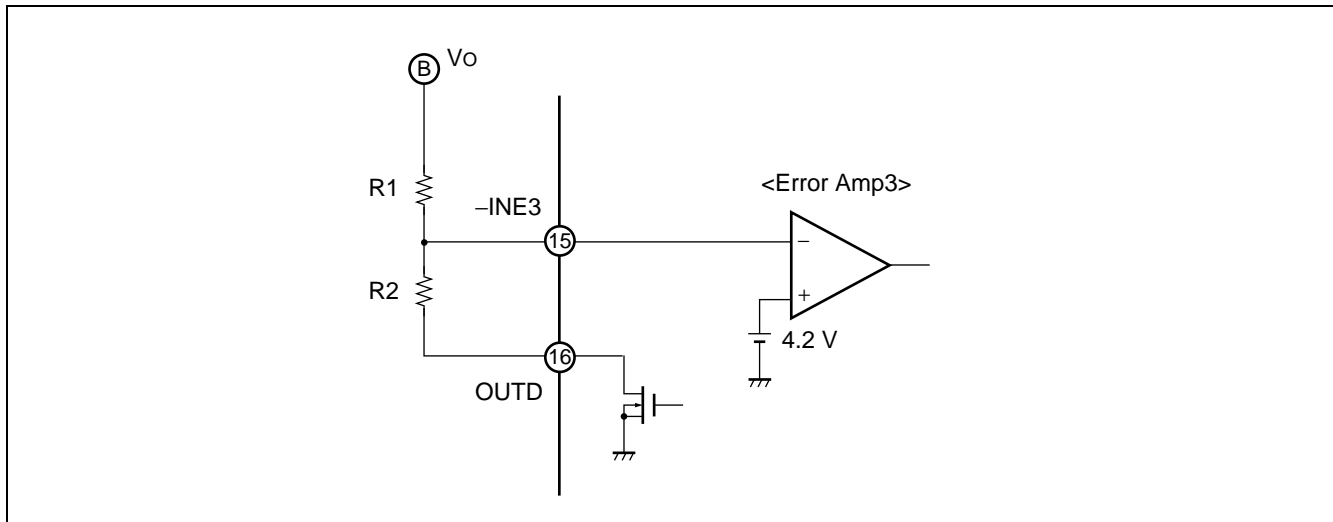 B
VO
R1
<Error Amp3>
–INE3
15
–
R2
+
4.2 V
16
OUTD